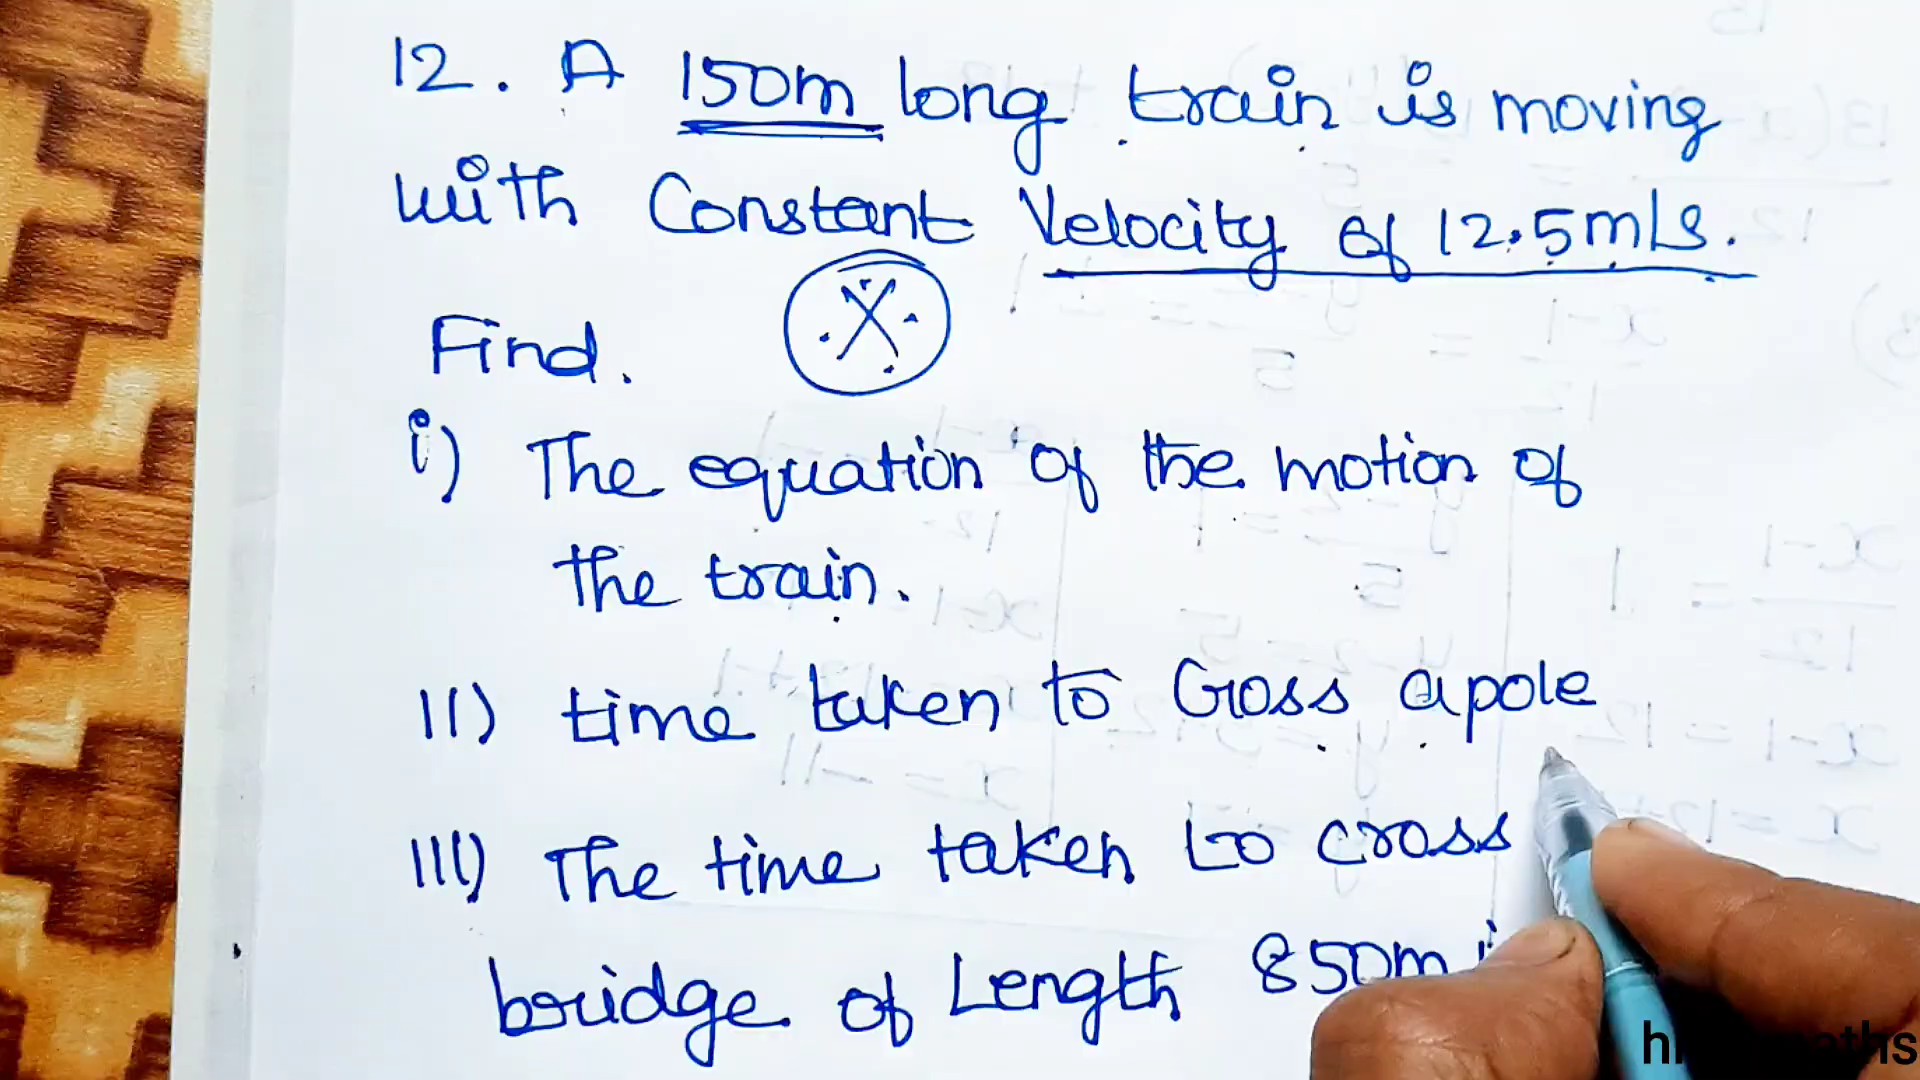 12. A 150m long train is moving
with Constant Velocity of 12.5m/s.
Find.
X
i) The equation of the motion of
the train.
II) time taken to Cross a pole
III) The time taken to cross
bridge of Length 850m